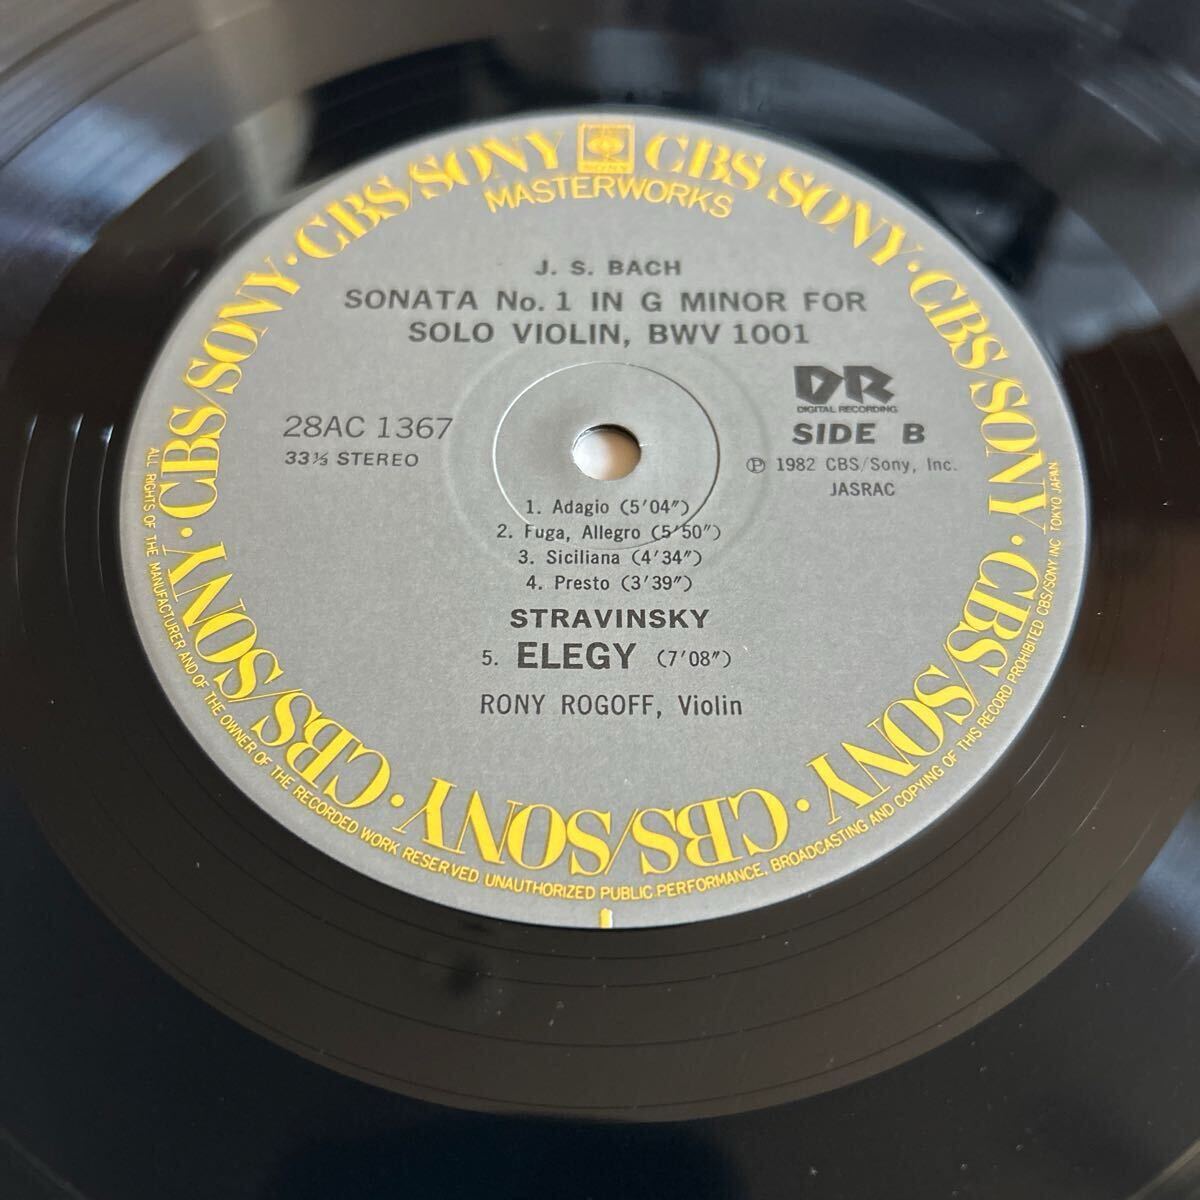 CBS/SONY · CBS/SONY · CBS/SONY · CBS/SONY · CBS/SONY · CBS/SONY · CBS/SONY · CBS/SONY · CBS/SONY
SONY
CBS SONY
MASTERWORKS
J. S. BACH
SONATA No. 1 IN G MINOR FOR
SOLO VIOLIN, BWV 1001
DR
DIGITAL RECORDING
28AC 1367
SIDE B
33⅓ STEREO
℗ 1982 CBS/Sony, Inc.
JASRAC
1. Adagio (5′04″)
2. Fuga, Allegro (5′50″)
3. Siciliana (4′34″)
4. Presto (3′39″)
STRAVINSKY
5. ELEGY (7′08″)
RONY ROGOFF, Violin
ALL RIGHTS OF THE MANUFACTURER AND OF THE OWNER OF THE RECORDED WORK RESERVED. UNAUTHORIZED PUBLIC PERFORMANCE, BROADCASTING AND COPYING OF THIS RECORD PROHIBITED CBS/SONY INC TOKYO JAPAN